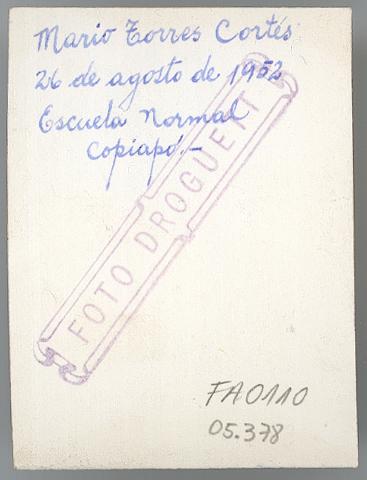 Mario Torres Cortés
26 de agosto de 1952
Escuela Normal
Copiapó.-
FOTO DROGUETT
FA0110
05.378